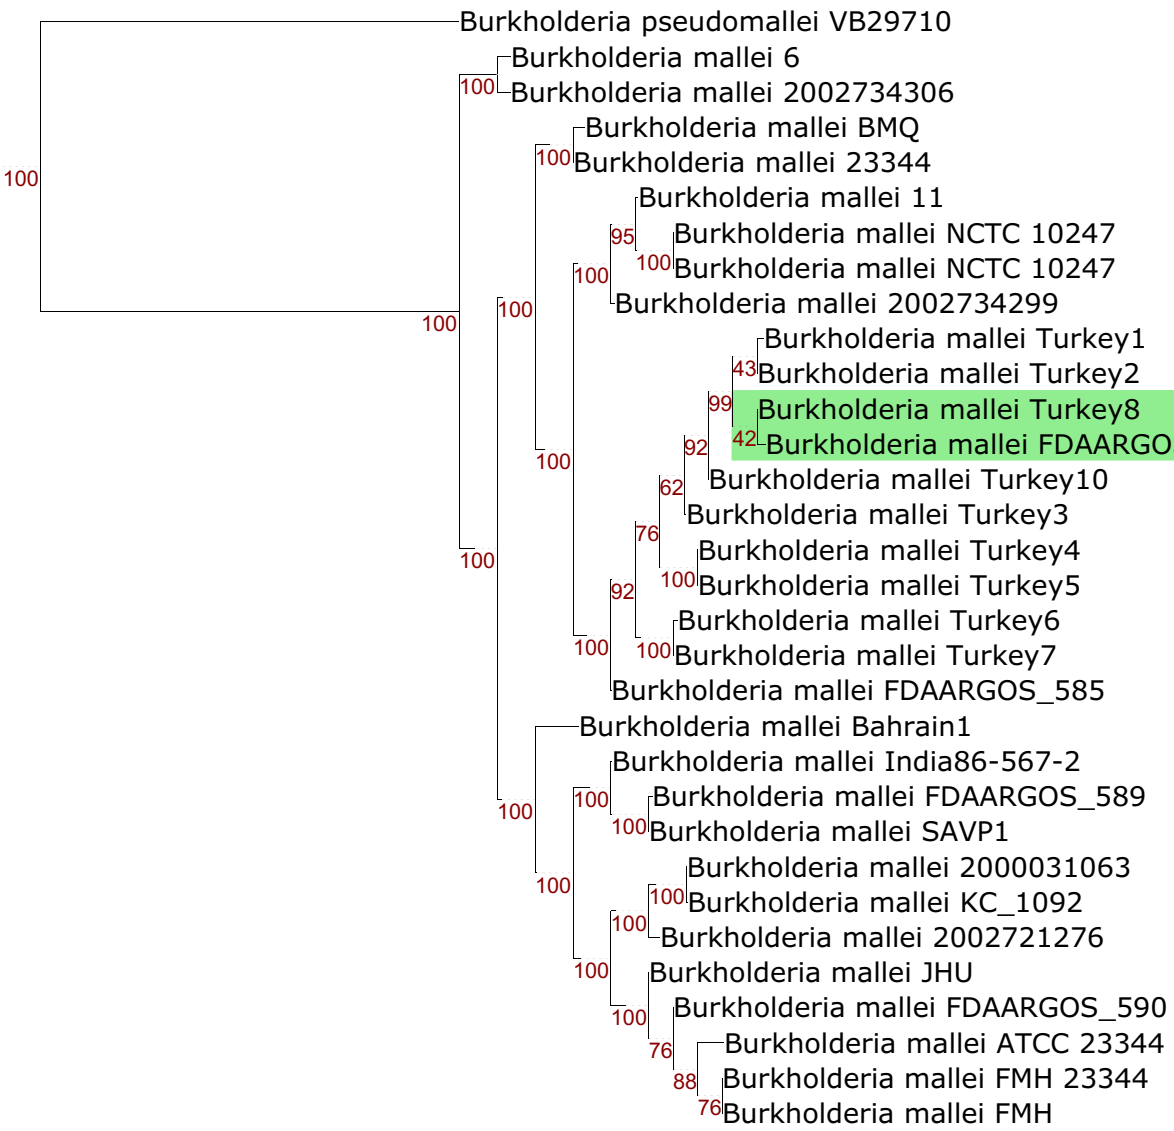 Burkholderia pseudomallei VB29710
Burkholderia mallei 6
100
Burkholderia mallei 2002734306
Burkholderia mallei BMQ
100
Burkholderia mallei 23344
100
Burkholderia mallei 11
95
Burkholderia mallei NCTC 10247
100
Burkholderia mallei NCTC 10247
100
Burkholderia mallei 2002734299
100
100
Burkholderia mallei Turkey1
43
Burkholderia mallei Turkey2
99
Burkholderia mallei Turkey8
42
Burkholderia mallei FDAARGO
92
100
Burkholderia mallei Turkey10
62
Burkholderia mallei Turkey3
76
Burkholderia mallei Turkey4
100
100
Burkholderia mallei Turkey5
92
Burkholderia mallei Turkey6
100
100
Burkholderia mallei Turkey7
Burkholderia mallei FDAARGOS_585
Burkholderia mallei Bahrain1
Burkholderia mallei India86-567-2
100
Burkholderia mallei FDAARGOS_589
100
100
Burkholderia mallei SAVP1
Burkholderia mallei 2000031063
100
100
Burkholderia mallei KC_1092
100
Burkholderia mallei 2002721276
100
Burkholderia mallei JHU
Burkholderia mallei FDAARGOS_590
100
Burkholderia mallei ATCC 23344
76
Burkholderia mallei FMH 23344
88
76
Burkholderia mallei FMH